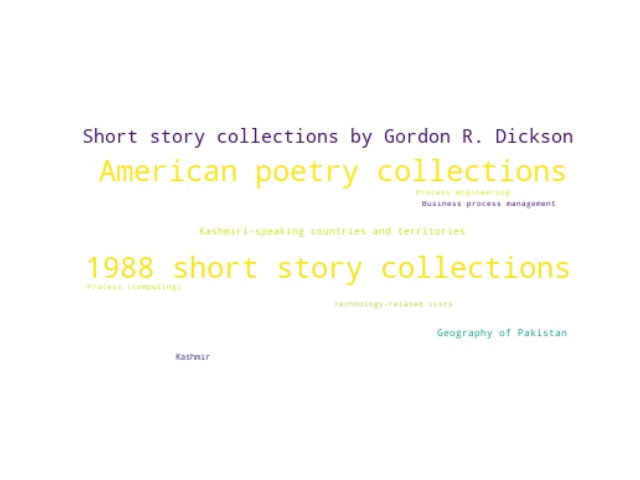 Short story collections by Gordon R. Dickson
American poetry collections
Process engineering
Business process management
Kashmiri-speaking countries and territories
1988 short story collections
Process (computing)
Technology-related lists
Geography of Pakistan
Kashmir